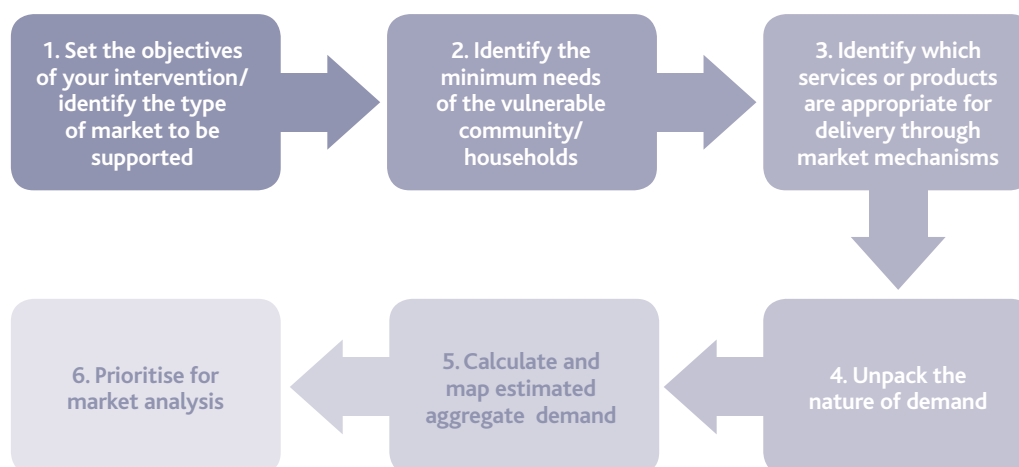 1. Set the objectives
of your intervention/
identify the type
of market to be
supported
2. Identify the
minimum needs
of the vulnerable
community/
households
3. Identify which
services or products
are appropriate for
delivery through
market mechanisms
4. Unpack the
nature of demand
5. Calculate and
map estimated
aggregate demand
6. Prioritise for
market analysis